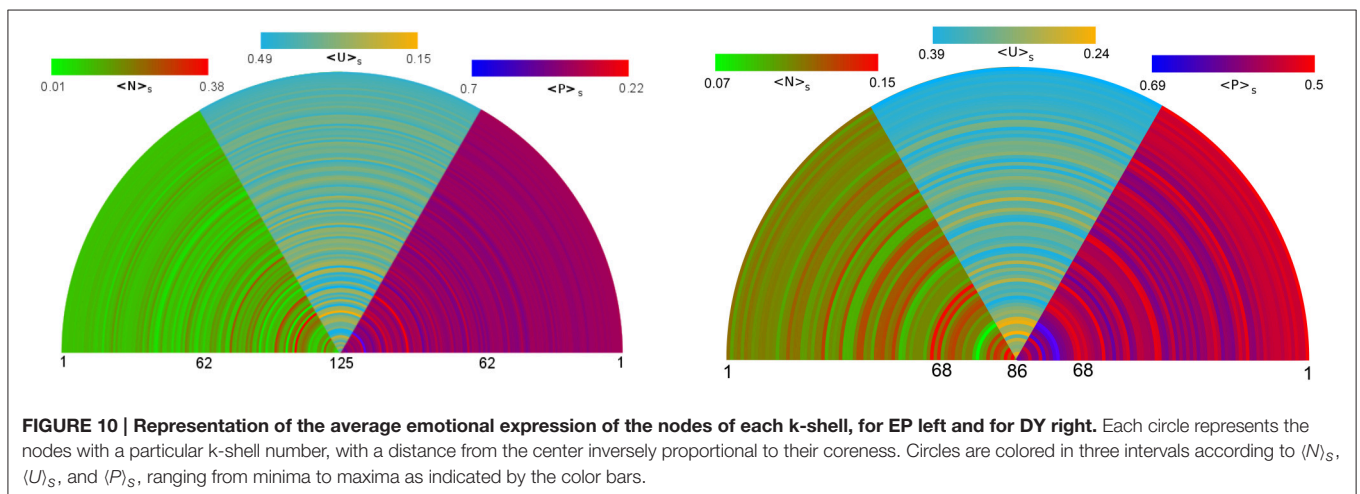 0.49 <U>s 0.15
0.01 <N>s 0.38
0.7 <P>s 0.22
1 62 125 62 1
0.39 <U>s 0.24
0.07 <N>s 0.15
0.69 <P>s 0.5
1 68 86 68 1
FIGURE 10 | Representation of the average emotional expression of the nodes of each k-shell, for EP left and for DY right. Each circle represents the
nodes with a particular k-shell number, with a distance from the center inversely proportional to their coreness. Circles are colored in three intervals according to ⟨N⟩s,
⟨U⟩s, and ⟨P⟩s, ranging from minima to maxima as indicated by the color bars.